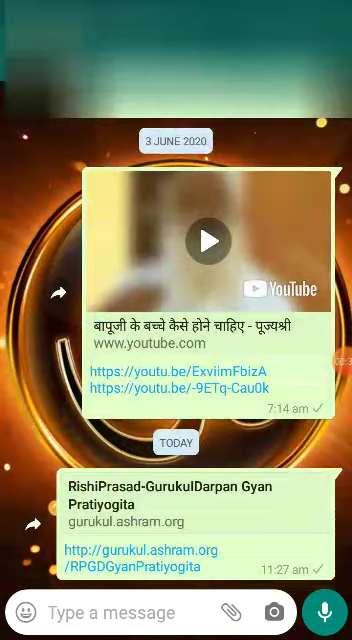 3 JUNE 2020
YouTube
बापूजी के बच्चे कैसे होने चाहिए - पूज्यश्री
www.youtube.com
https://youtu.be/ExviimFbizA
https://youtu.be/-9ETq-Cau0k
7:14 am
TODAY
RishiPrasad-GurukulDarpan Gyan
Pratiyogita
gurukul.ashram.org
http://gurukul.ashram.org
/RPGDGyanPratiyogita
11:27 am
Type a message